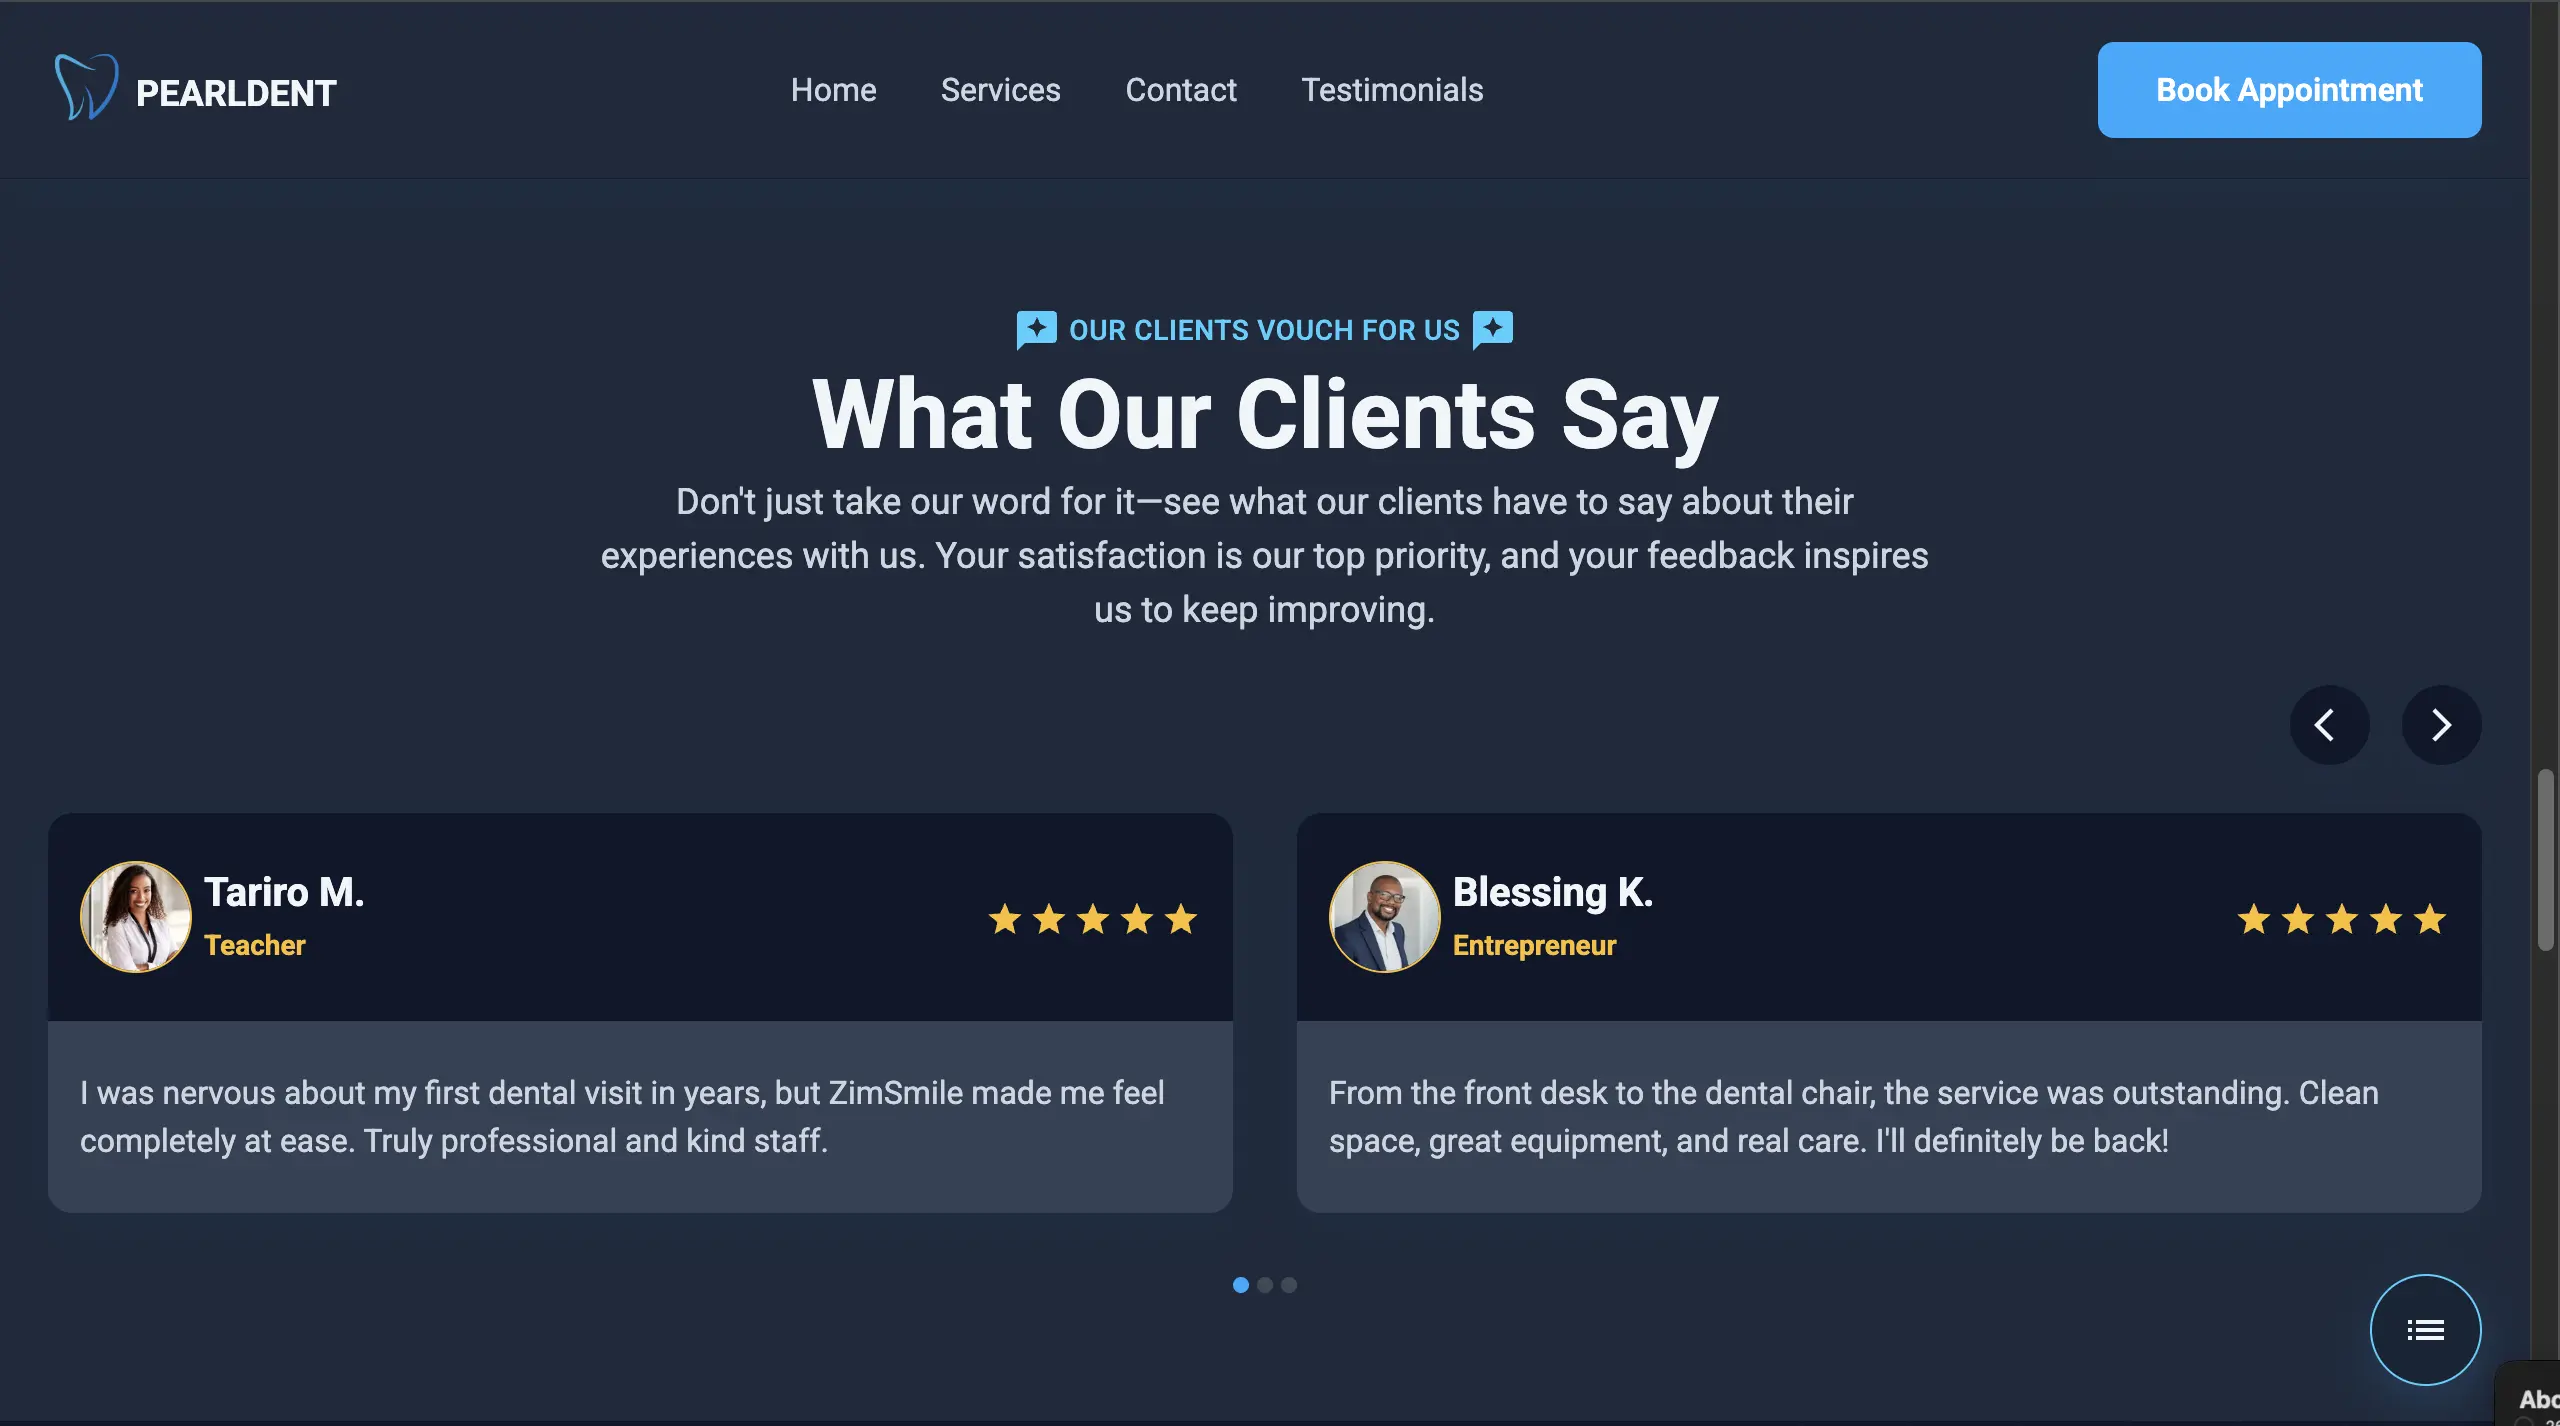 PEARLDENT
Home
Services
Contact
Testimonials
Book Appointment
OUR CLIENTS VOUCH FOR US
What Our Clients Say
Don't just take our word for it—see what our clients have to say about their
experiences with us. Your satisfaction is our top priority, and your feedback inspires
us to keep improving.
Tariro M.
Teacher
I was nervous about my first dental visit in years, but ZimSmile made me feel
completely at ease. Truly professional and kind staff.
Blessing K.
Entrepreneur
From the front desk to the dental chair, the service was outstanding. Clean
space, great equipment, and real care. I'll definitely be back!